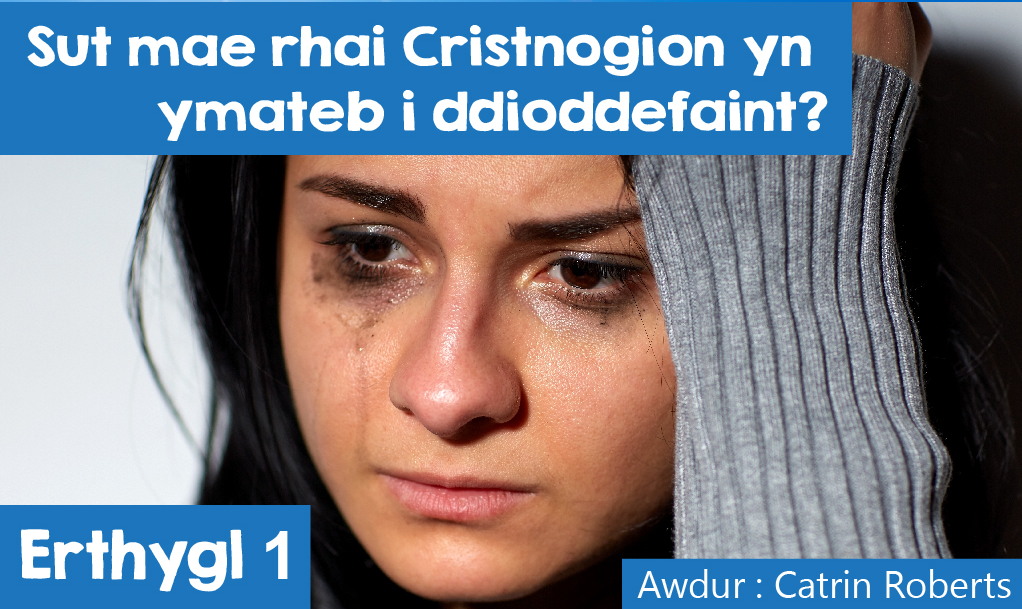 Sut mae rhai Cristnogion yn
ymateb i ddioddefaint?
Erthygl 1
Awdur : Catrin Roberts